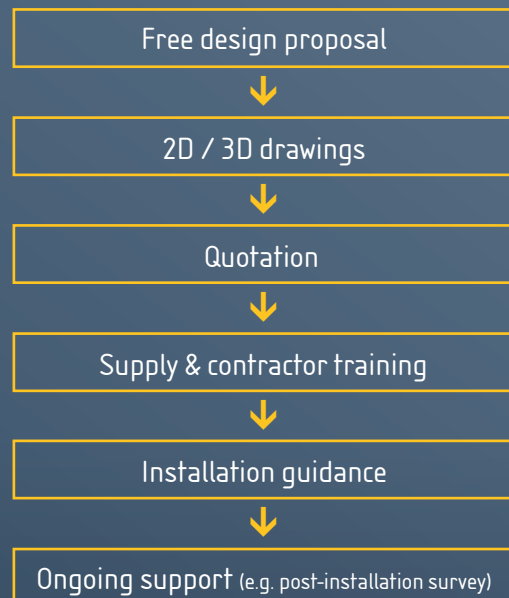 Free design proposal
2D / 3D drawings
Quotation
Supply & contractor training
Installation guidance
Ongoing support (e.g. post-installation survey)